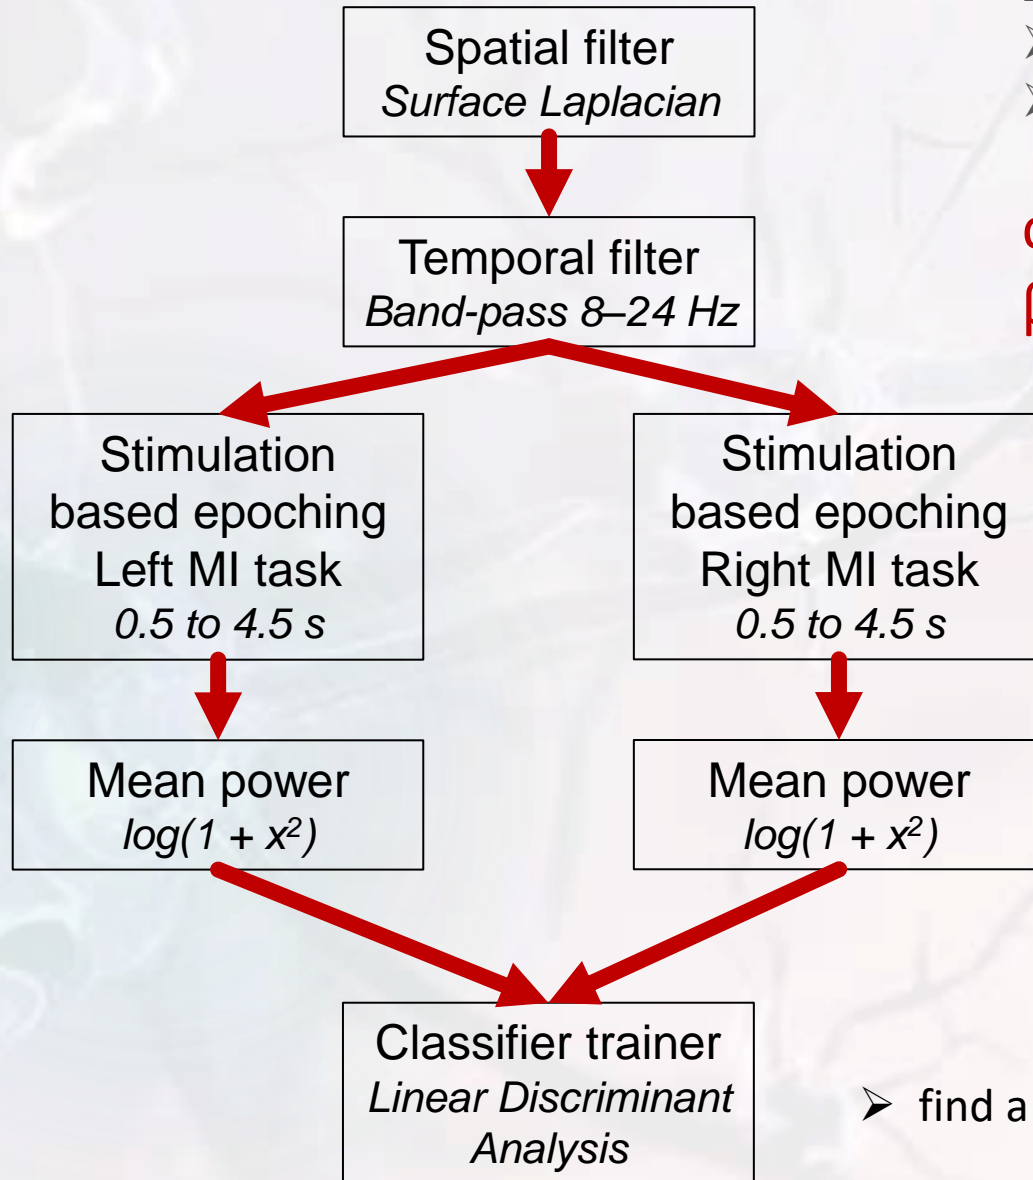 Spatial filter
Surface Laplacian
Temporal filter
Band-pass 8–24 Hz
Stimulation
based epoching
Left MI task
0.5 to 4.5 s
Stimulation
based epoching
Right MI task
0.5 to 4.5 s
Mean power
log(1 + x²)
Mean power
log(1 + x²)
Classifier trainer
Linear Discriminant
Analysis
➢ find a